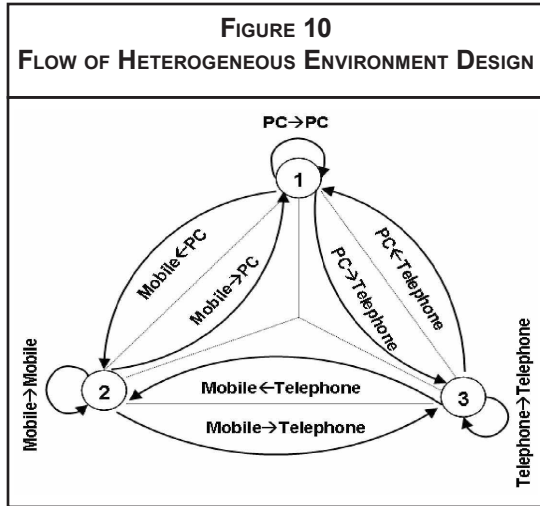 FIGURE 10
FLOW OF HETEROGENEOUS ENVIRONMENT DESIGN
PC→PC
1
Mobile←PC
Mobile→PC
PC→Telephone
PC←Telephone
Mobile→Mobile
2
Mobile←Telephone
Mobile→Telephone
3
Telephone→Telephone